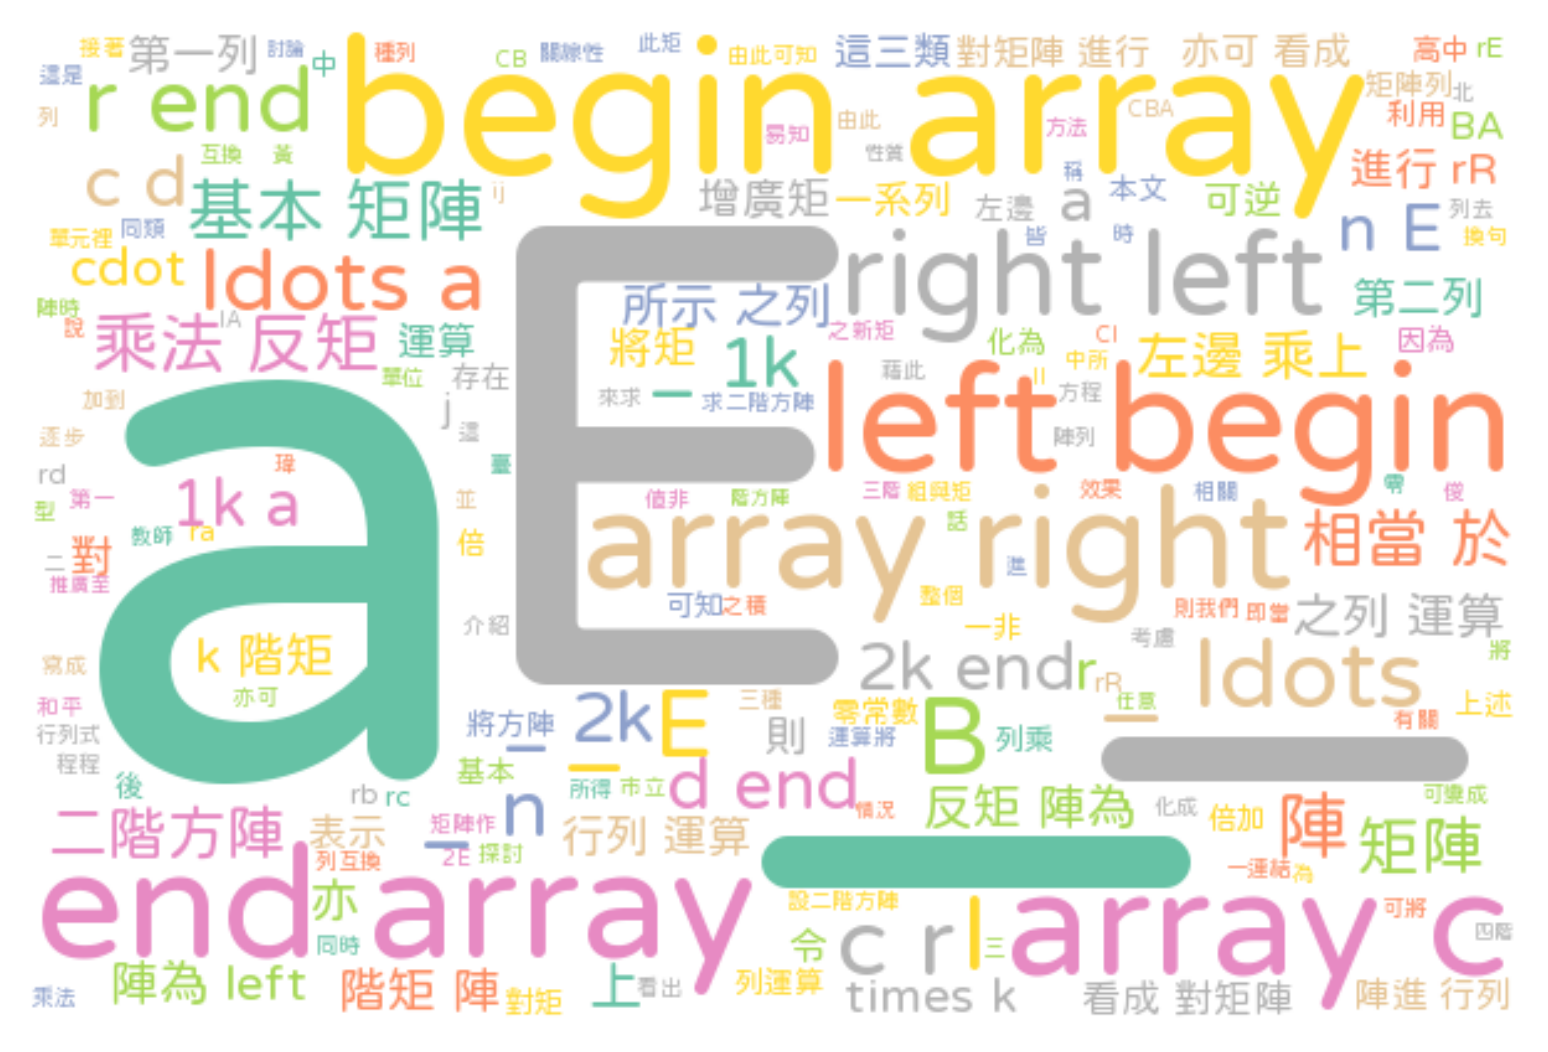 接著 第一列 討論 中 種列 CB 關線性 此矩 由此可知 這三類 對矩陣 進行 亦可 看成 高中 rE
這是 r end begin array 矩陣列 北
列 易知 由此 方法 CBA 利用 BA
互換 黃 性質 稱 進行 rR
c d 基本 矩陣 ij 增廣矩 一系列 左邊 a 本文 可逆 列去
單元裡 同類 皆 時 n E 換句
cdot ldots a E right left
陣時 IA 所示 之列 第二列
說 乘法 反矩 運算 將矩 之新矩 化為 CI 左邊 乘上 因為
單位 存在 1k 藉此 中所 II
加到 j 來求 求二階方陣 left begin 方程
逐步 a 這 陣列
rd 瑋 臺
型 第一 1k a 並 值非 階方陣 三階 組與矩 效果 相關 零 俊
教師 ra 倍 array right 話 相當 於
二 對 進
推廣至 可知 之積 整個 則我們 即當 之列 運算
k 階矩 介紹 一非 考慮
寫成 亦可 2k end r rR ldots 將
和平 將方陣 2k E 三種 零常數 B 任意 有關 上述
行列式 則 運算將 列乘
程程 基本 d end
後 rb rc 所得 市立 情況 反矩 陣為 化成 倍加 可變成
二階方陣 表示 矩陣作 n 行列 運算 陣 矩陣
列互換 2E 探討 一連結 為
end array 亦 設二階方陣 c r l array c 可將
同時 令 三 四階
乘法 陣為 left 階矩 陣 對矩 上 看出 列運算 times k 看成 對矩陣 陣進 行列